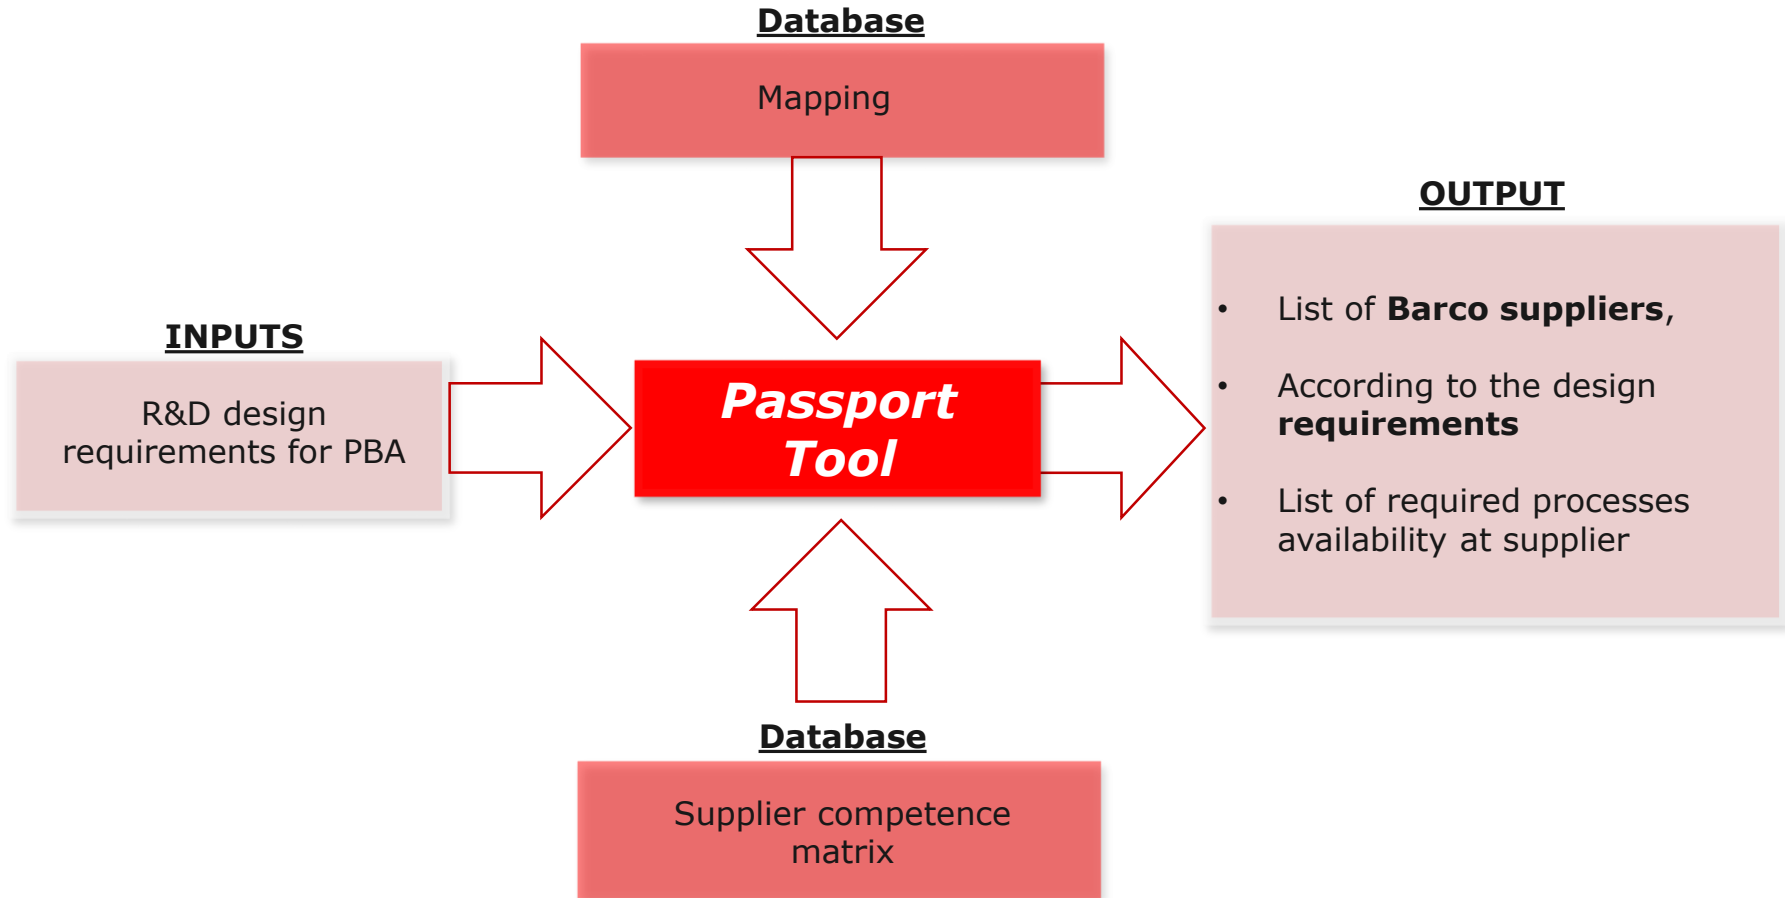 Database
Mapping
INPUTS
R&D design
requirements for PBA
Passport
Tool
OUTPUT
• List of Barco suppliers,
• According to the design
requirements
• List of required processes
availability at supplier
Database
Supplier competence
matrix